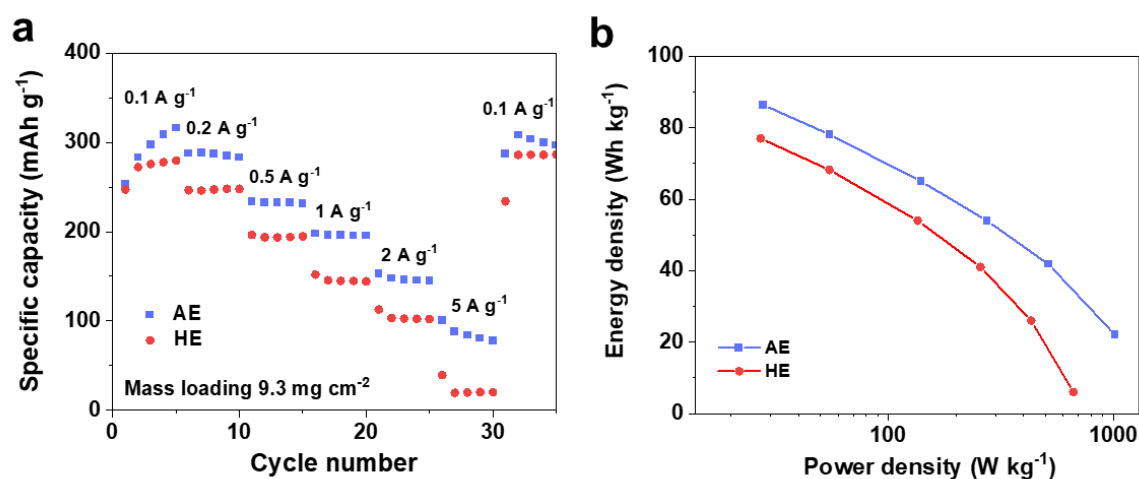 a
Specific capacity (mAh g⁻¹)
400
300
200
100
0
0.1 A g⁻¹
0.2 A g⁻¹
0.5 A g⁻¹
1 A g⁻¹
2 A g⁻¹
5 A g⁻¹
0.1 A g⁻¹
AE
HE
Mass loading 9.3 mg cm⁻²
0 10 20 30
Cycle number
b
Energy density (Wh kg⁻¹)
100
80
60
40
20
0
AE
HE
100 1000
Power density (W kg⁻¹)